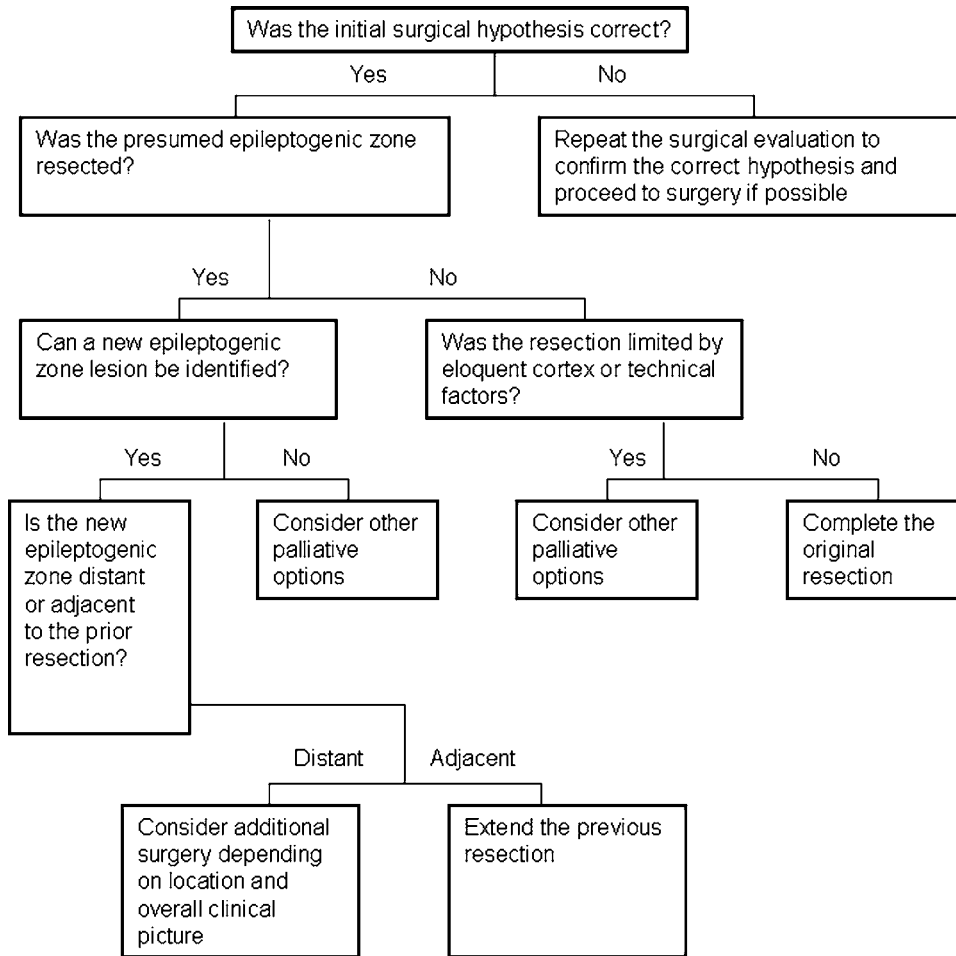 Was the initial surgical hypothesis correct?
Yes
No
Was the presumed epileptogenic zone
resected?
Repeat the surgical evaluation to
confirm the correct hypothesis and
proceed to surgery if possible
Yes
No
Can a new epileptogenic
zone lesion be identified?
Was the resection limited by
eloquent cortex or technical
factors?
Yes
No
Yes
No
Is the new
epileptogenic
zone distant
or adjacent
to the prior
resection?
Consider other
palliative
options
Consider other
palliative
options
Complete the
original
resection
Distant
Adjacent
Consider additional
surgery depending
on location and
overall clinical
picture
Extend the previous
resection